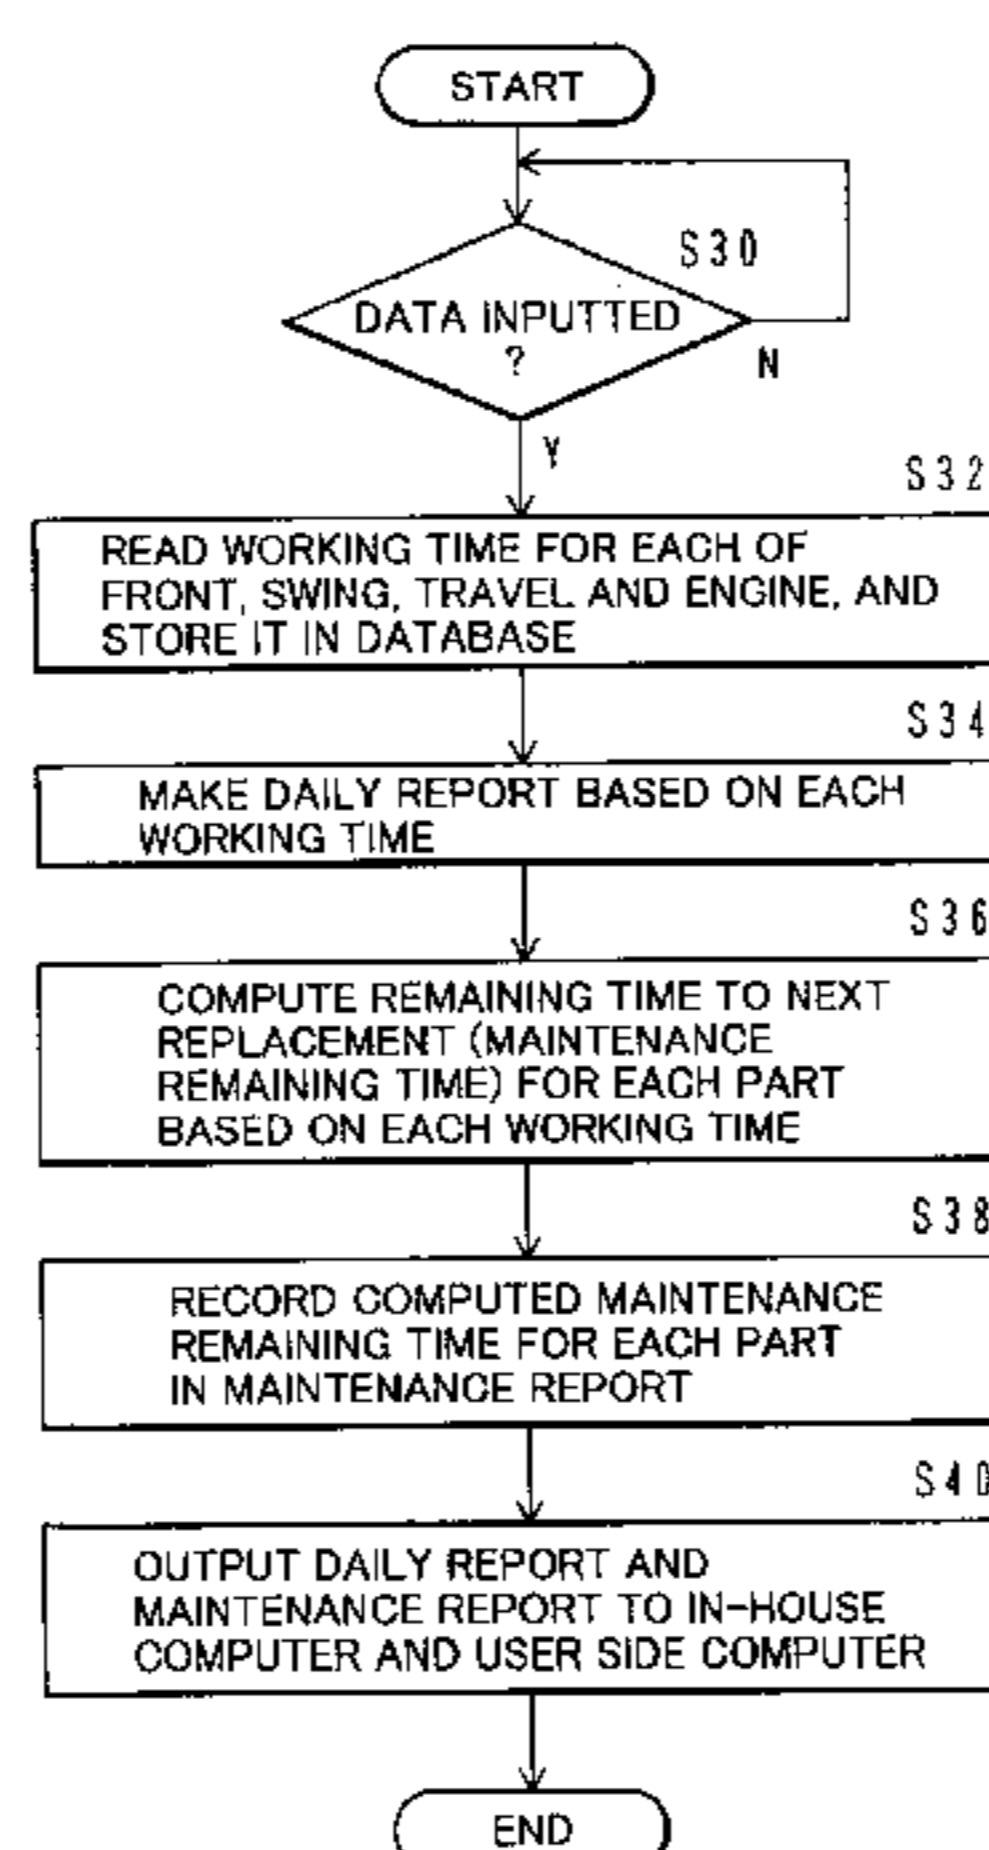 START
S30
DATA INPUTTED
?
N
Y
S32
READ WORKING TIME FOR EACH OF
FRONT, SWING, TRAVEL AND ENGINE, AND
STORE IT IN DATABASE
S34
MAKE DAILY REPORT BASED ON EACH
WORKING TIME
S36
COMPUTE REMAINING TIME TO NEXT
REPLACEMENT (MAINTENANCE
REMAINING TIME) FOR EACH PART
BASED ON EACH WORKING TIME
S38
RECORD COMPUTED MAINTENANCE
REMAINING TIME FOR EACH PART
IN MAINTENANCE REPORT
S40
OUTPUT DAILY REPORT AND
MAINTENANCE REPORT TO IN-HOUSE
COMPUTER AND USER SIDE COMPUTER
END